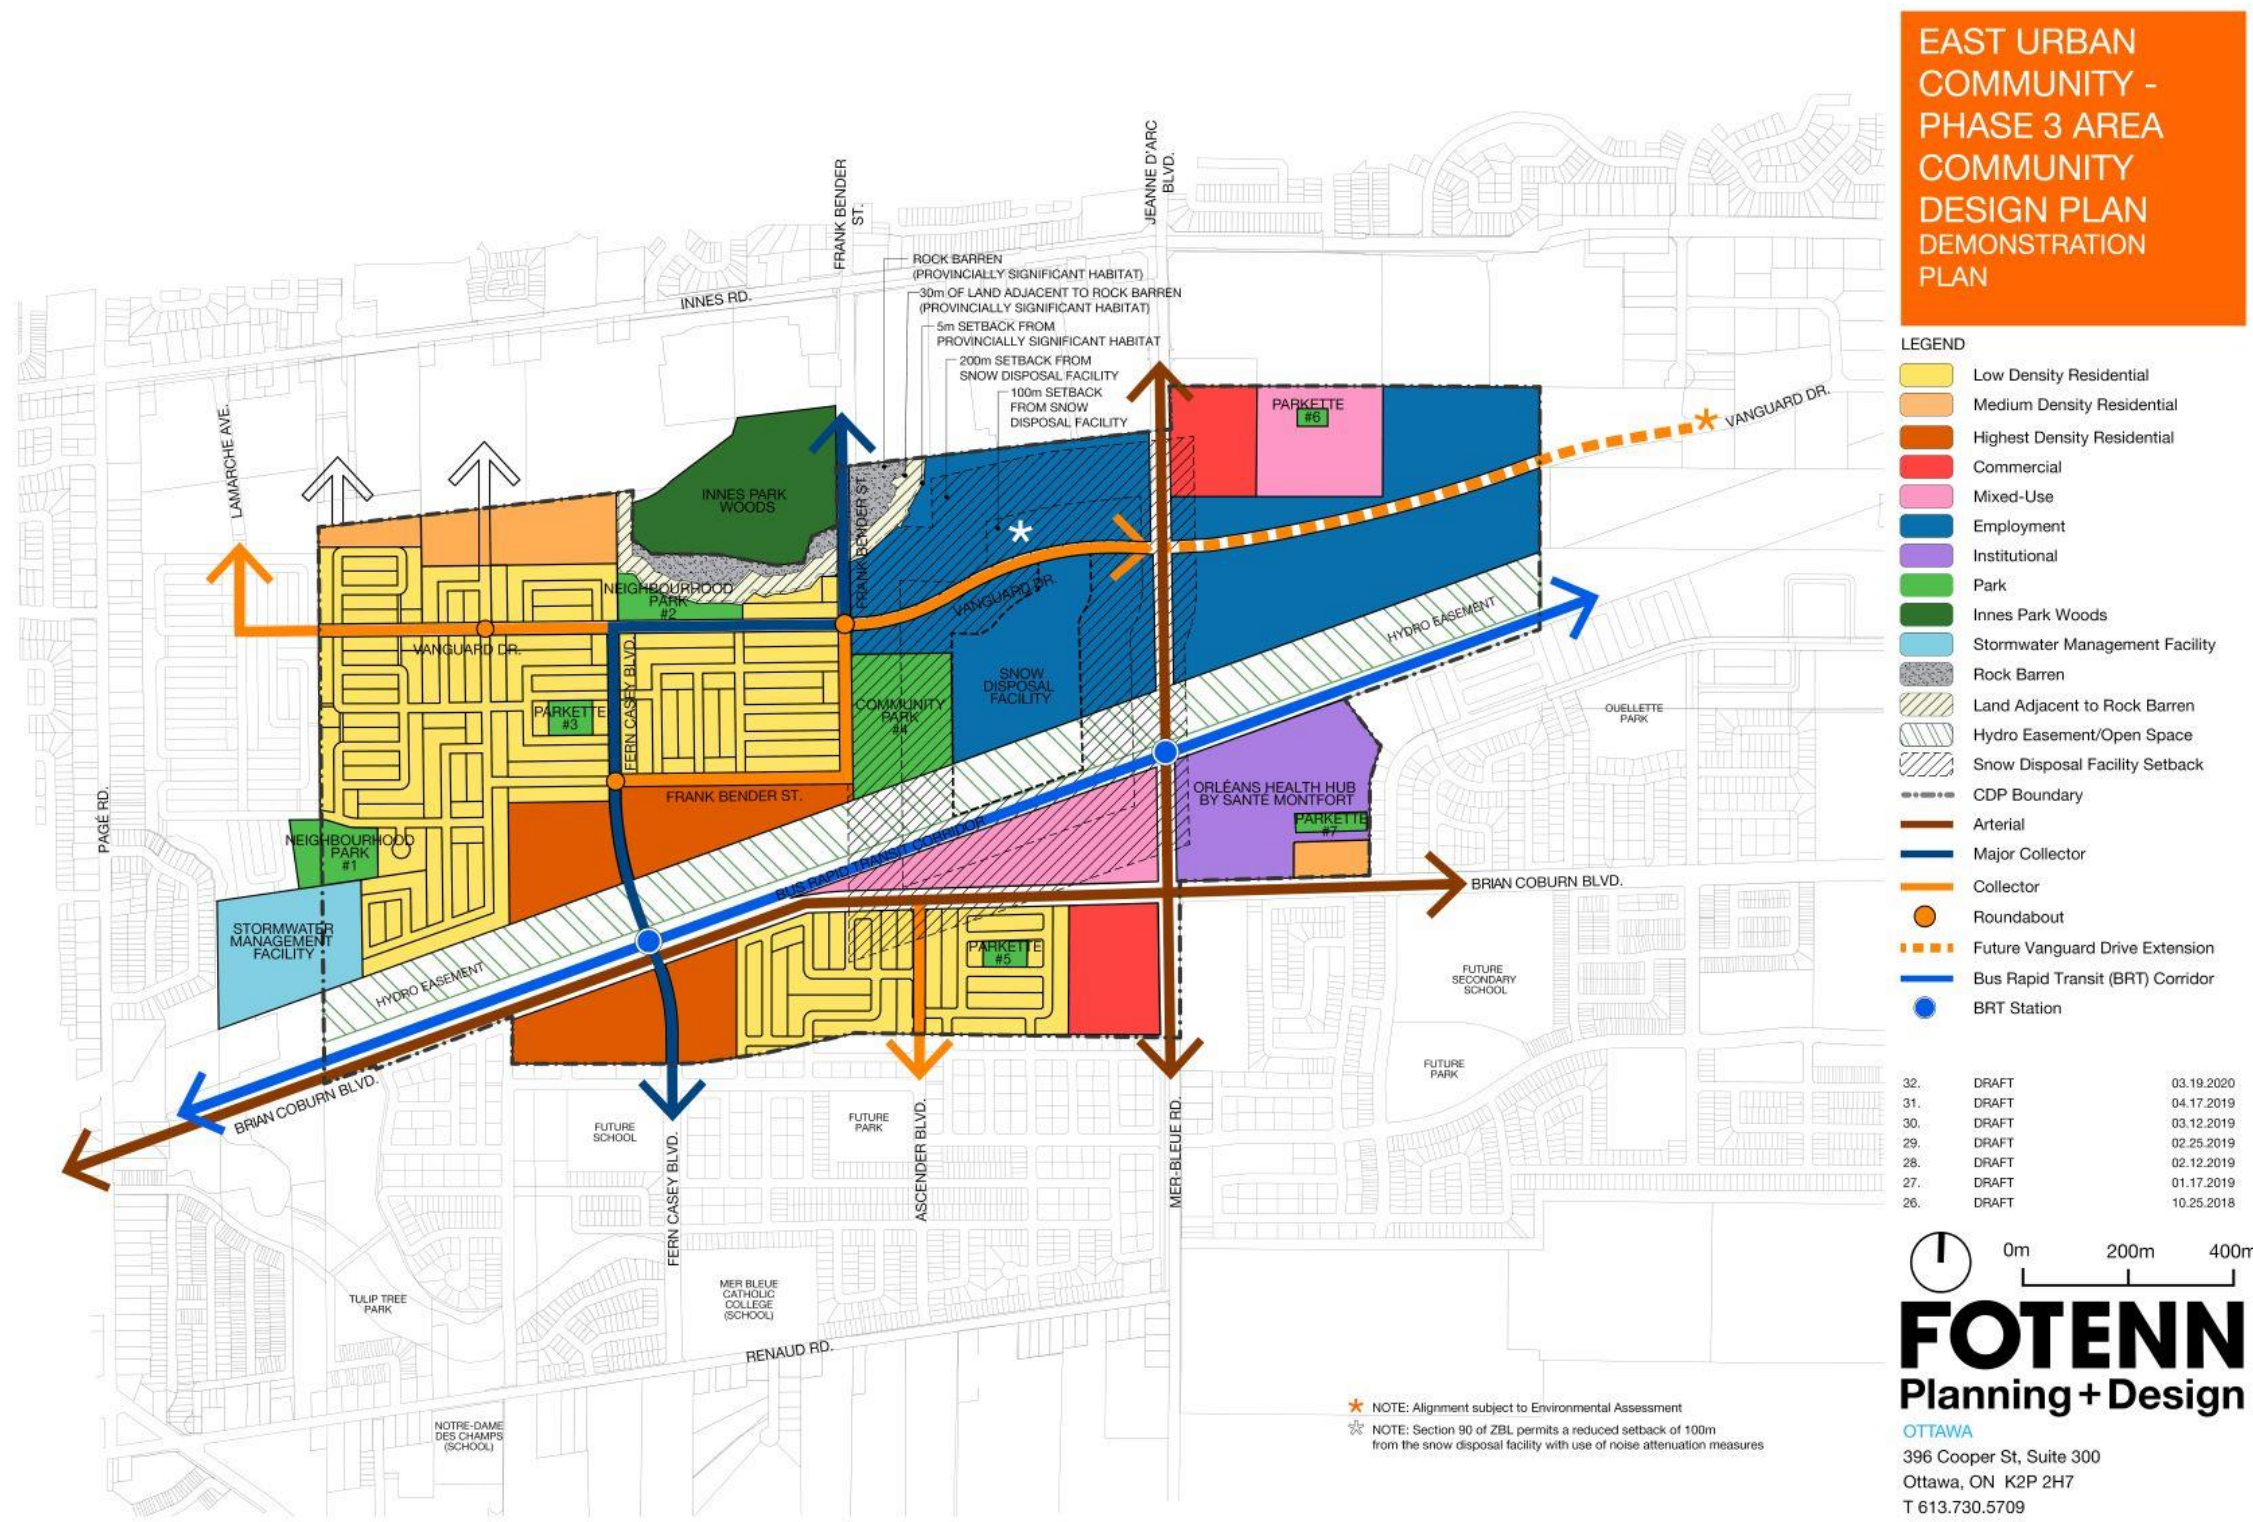 EAST URBAN
COMMUNITY -
PHASE 3 AREA
COMMUNITY
DESIGN PLAN
DEMONSTRATION
PLAN
LEGEND
Low Density Residential
Medium Density Residential
Highest Density Residential
Commercial
Mixed-Use
Employment
Institutional
Park
Innes Park Woods
Stormwater Management Facility
Rock Barren
Land Adjacent to Rock Barren
Hydro Easement/Open Space
Snow Disposal Facility Setback
CDP Boundary
Arterial
Major Collector
Collector
Roundabout
Future Vanguard Drive Extension
Bus Rapid Transit (BRT) Corridor
BRT Station
32. DRAFT 03.19.2020
31. DRAFT 04.17.2019
30. DRAFT 03.12.2019
29. DRAFT 02.25.2019
28. DRAFT 02.12.2019
27. DRAFT 01.17.2019
26. DRAFT 10.25.2018
0m 200m 400m
FOTENN
Planning + Design
OTTAWA
396 Cooper St, Suite 300
Ottawa, ON K2P 2H7
T 613.730.5709
FRANK BENDER
ST.
JEANNE D'ARC
BLVD.
INNES RD.
ROCK BARREN
(PROVINCIALLY SIGNIFICANT HABITAT)
30m OF LAND ADJACENT TO ROCK BARREN
(PROVINCIALLY SIGNIFICANT HABITAT)
5m SETBACK FROM
PROVINCIALLY SIGNIFICANT HABITAT
200m SETBACK FROM
SNOW DISPOSAL FACILITY
100m SETBACK
FROM SNOW
DISPOSAL FACILITY
PARKETTE
#6
VANGUARD DR.
LAMARCHE AVE.
INNES PARK
WOODS
FRANK BENDER ST.
NEIGHBOURHOOD
PARK
#2
VANGUARD DR.
VANGUARD DR.
HYDRO EASEMENT
FERN CASEY BLVD.
PARKETTE
#3
COMMUNITY
PARK
#4
SNOW
DISPOSAL
FACILITY
OUELLETTE
PARK
FRANK BENDER ST.
ORLÉANS HEALTH HUB
BY SANTÉ MONTFORT
PARKETTE
#7
PAGÉ RD.
NEIGHBOURHOOD
PARK
#1
BUS RAPID TRANSIT CORRIDOR
BRIAN COBURN BLVD.
STORMWATER
MANAGEMENT
FACILITY
HYDRO EASEMENT
PARKETTE
#5
FUTURE
SECONDARY
SCHOOL
FUTURE
PARK
BRIAN COBURN BLVD.
FUTURE
SCHOOL
FUTURE
PARK
FERN CASEY BLVD.
ASCENDER BLVD.
MER-BLEUE RD.
TULIP TREE
PARK
MER BLEUE
CATHOLIC
COLLEGE
(SCHOOL)
RENAUD RD.
NOTRE-DAME
DES CHAMPS
(SCHOOL)
NOTE: Alignment subject to Environmental Assessment
NOTE: Section 90 of ZBL permits a reduced setback of 100m
from the snow disposal facility with use of noise attenuation measures